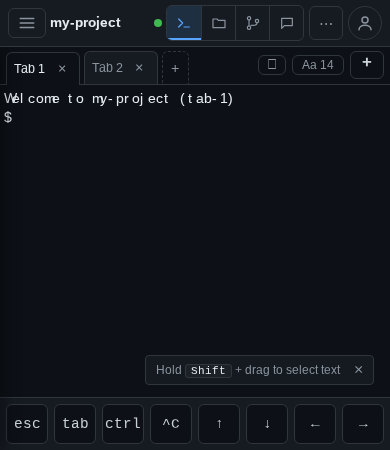 my-project
...
Tab 1 ×
Tab 2 ×
+
Aa 14
+
Welcome to my-project (tab-1)
$
Hold Shift + drag to select text ×
esc tab ctrl ^C ↑ ↓ ← →